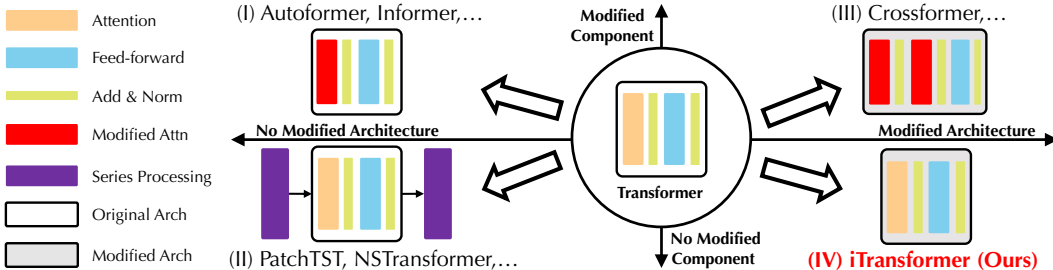 Attention
Feed-forward
Add & Norm
Modified Attn
Series Processing
Original Arch
Modified Arch
(I) Autoformer, Informer,...
Modified
Component
(III) Crossformer,...
No Modified Architecture
Modified Architecture
Transformer
(II) PatchTST, NSTransformer,...
No Modified
Component
(IV) iTransformer (Ours)